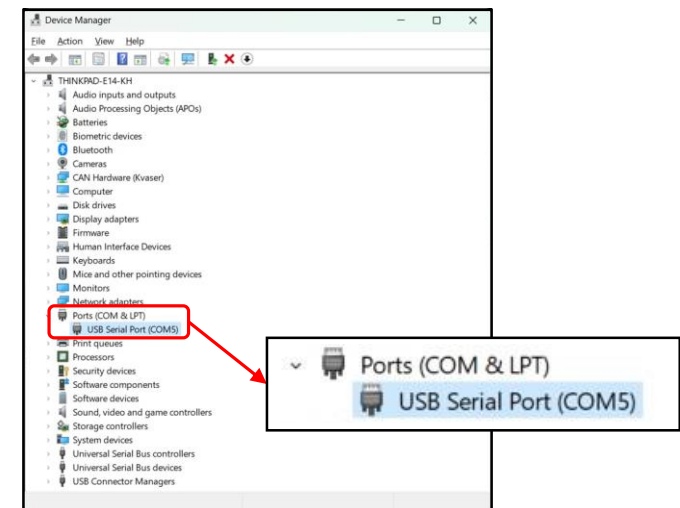 Device Manager
File Action View Help
THINKPAD-E14-KH
Audio inputs and outputs
Audio Processing Objects (APOs)
Batteries
Biometric devices
Bluetooth
Cameras
CAN Hardware (Kvaser)
Computer
Disk drives
Display adapters
Firmware
Human Interface Devices
Keyboards
Mice and other pointing devices
Monitors
Network adapters
Ports (COM & LPT)
USB Serial Port (COM5)
Print queues
Processors
Security devices
Software components
Software devices
Sound, video and game controllers
Storage controllers
System devices
Universal Serial Bus controllers
Universal Serial Bus devices
USB Connector Managers
Ports (COM & LPT)
USB Serial Port (COM5)